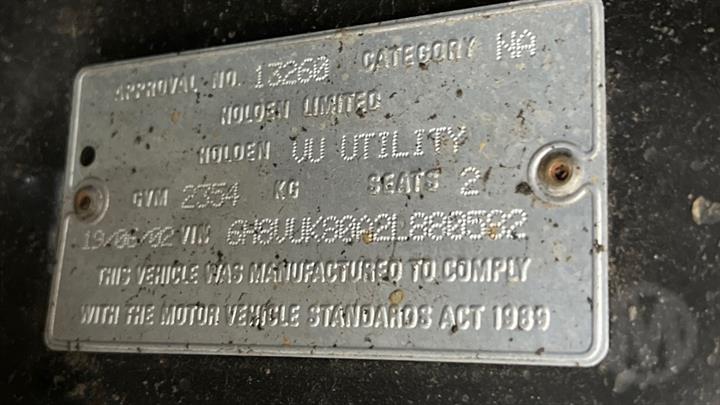 APPROVAL NO. 13260 CATEGORY NA
HOLDEN LIMITED
HOLDEN VU UTILITY
GVM 2354 KG SEATS 2
19/06/02 VIN 6H8VUK80A2L880502
THIS VEHICLE WAS MANUFACTURED TO COMPLY
WITH THE MOTOR VEHICLE STANDARDS ACT 1989